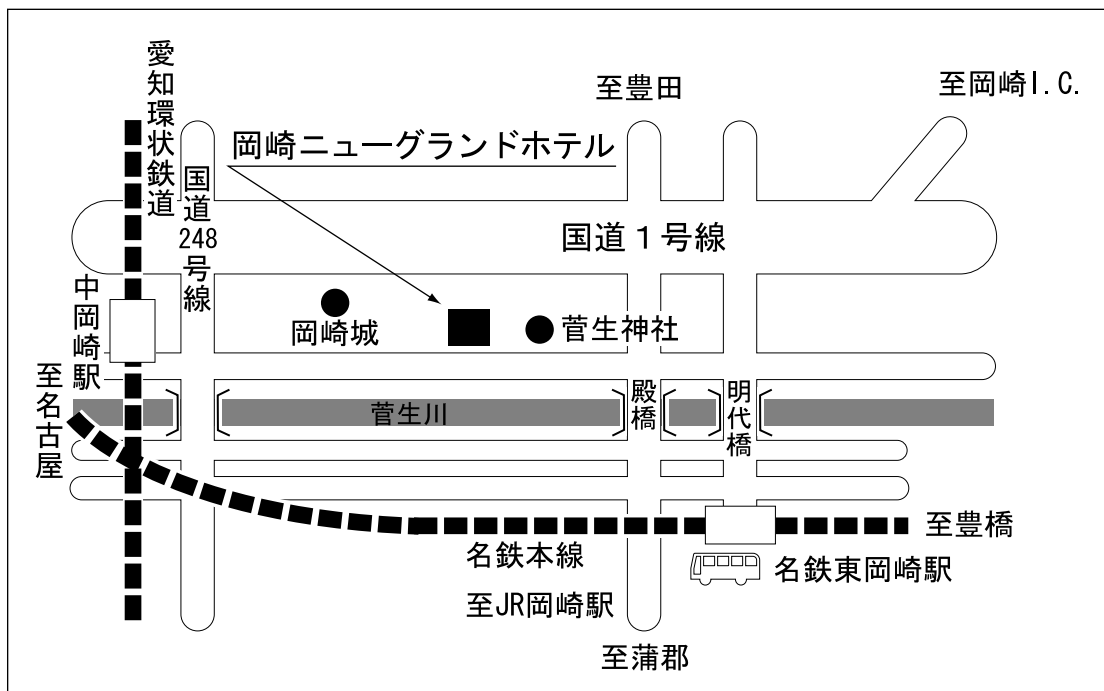 愛知環状鉄道
至豊田
至岡崎I.C.
岡崎ニューグランドホテル
国道248号線
国道1号線
中岡崎駅
岡崎城
菅生神社
至名古屋
菅生川
殿橋
明代橋
至豊橋
名鉄本線
名鉄東岡崎駅
至JR岡崎駅
至蒲郡